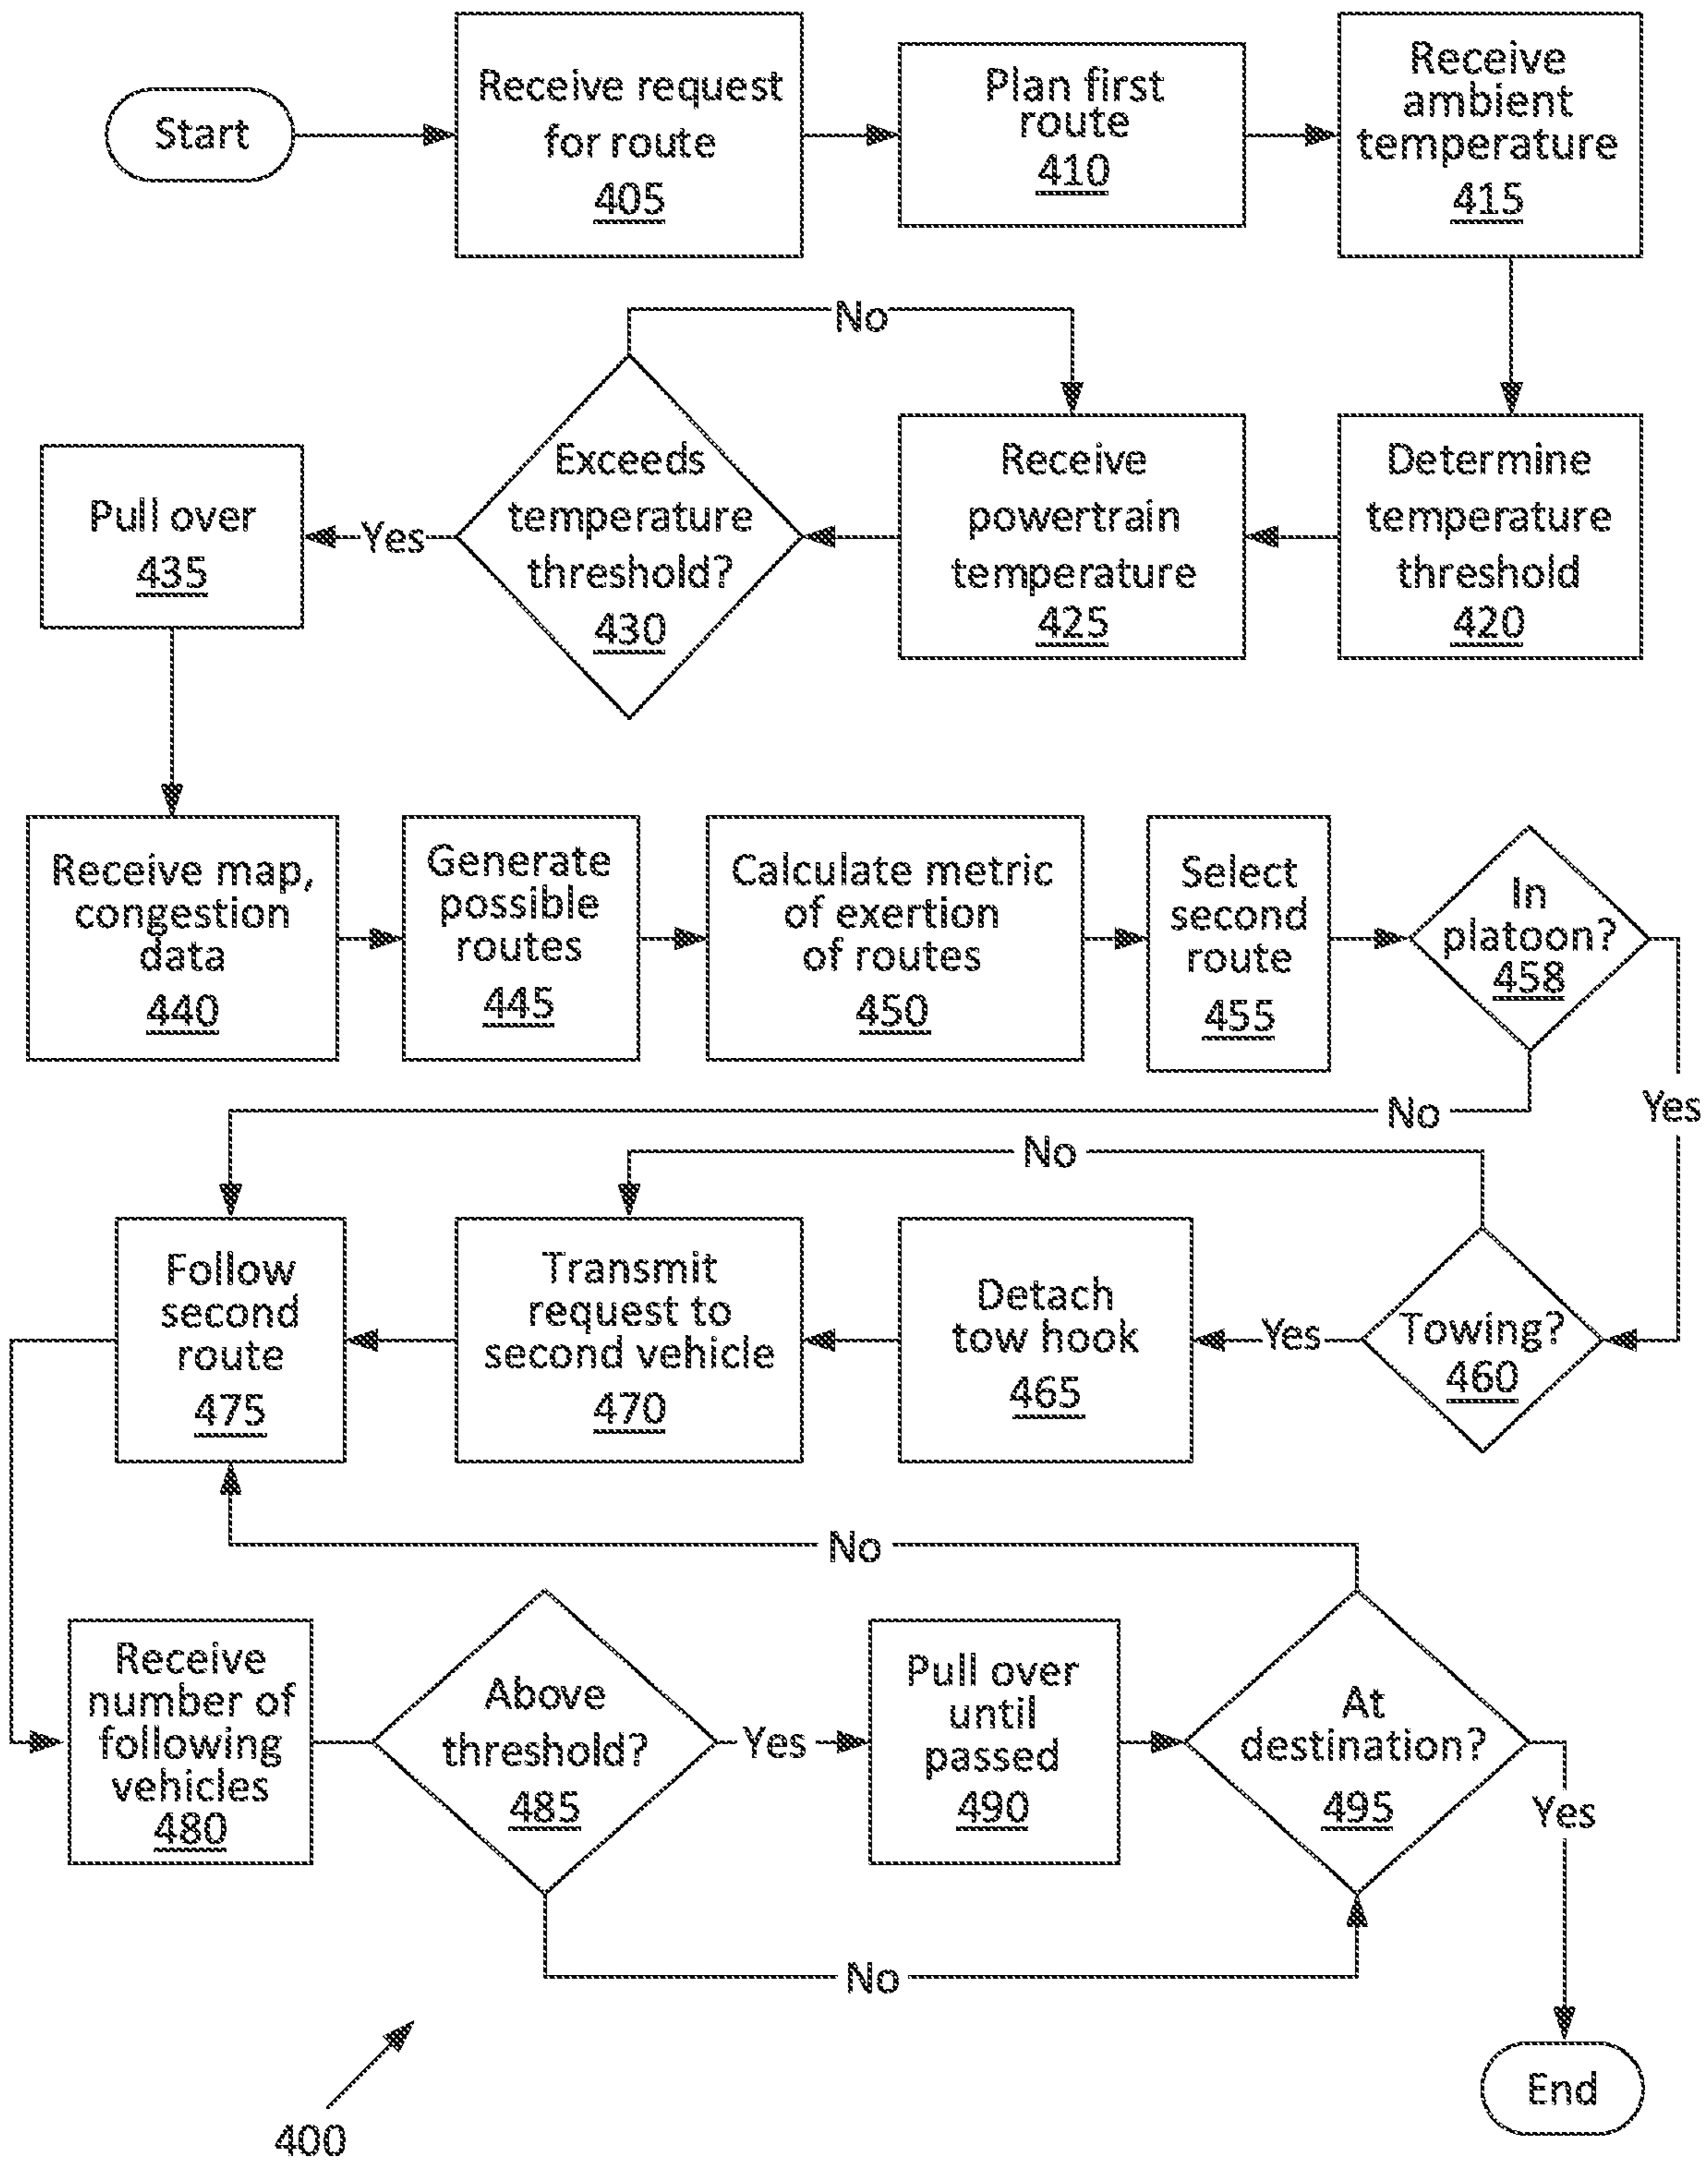 Start
Receive request
for route
405
Plan first
route
410
Receive
ambient
temperature
415
No
Pull over
435
Yes
Exceeds
temperature
threshold?
430
Receive
powertrain
temperature
425
Determine
temperature
threshold
420
Receive map,
congestion
data
440
Generate
possible
routes
445
Calculate metric
of exertion
of routes
450
Select
second
route
455
In
platoon?
458
No
Yes
No
Follow
second
route
475
Transmit
request to
second vehicle
470
Detach
tow hook
465
Yes
Towing?
460
No
Receive
number of
following
vehicles
480
Above
threshold?
485
Yes
Pull over
until
passed
490
At
destination?
495
Yes
No
400
End